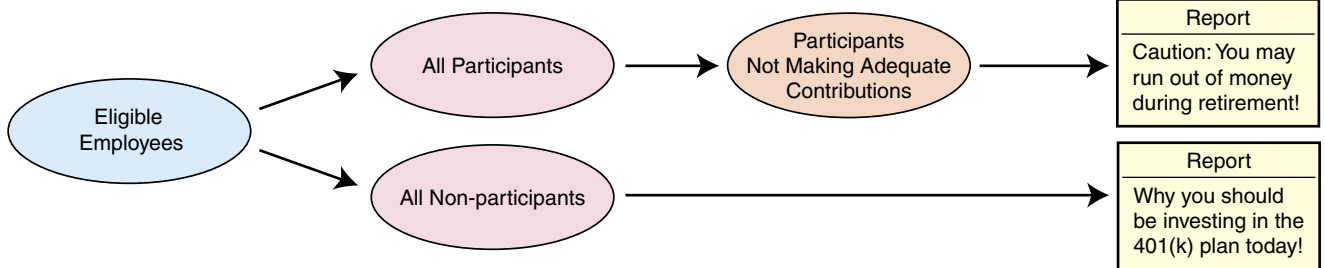 Eligible
Employees
All Participants
Participants
Not Making Adequate
Contributions
Report
Caution: You may
run out of money
during retirement!
All Non-participants
Report
Why you should
be investing in the
401(k) plan today!